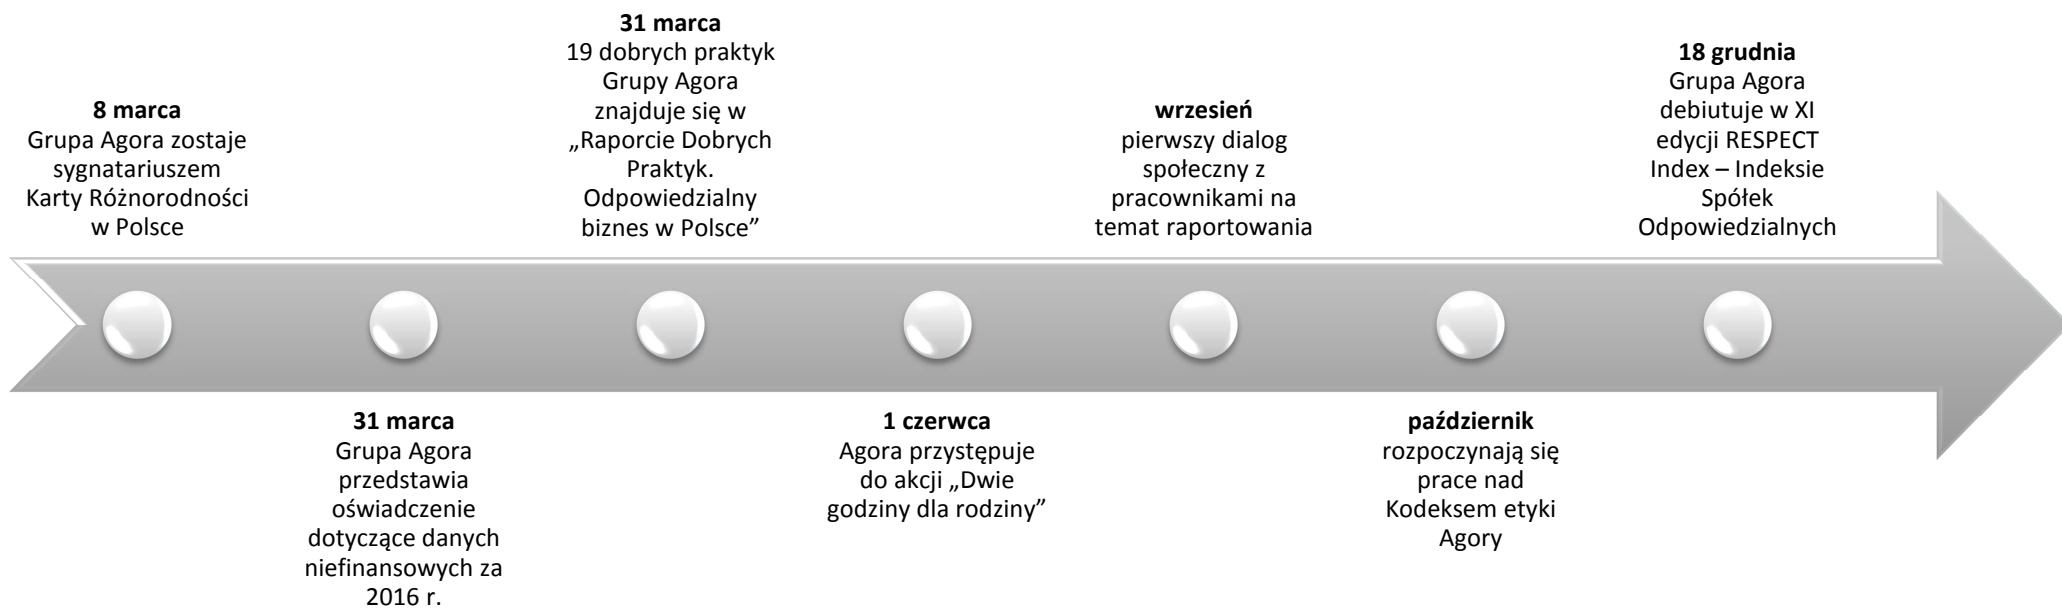 8 marca
Grupa Agora zostaje
sygnatariuszem
Karty Różnorodności
w Polsce
31 marca
Grupa Agora
przedstawia
oświadczenie
dotyczące danych
niefinansowych za
2016 r.
31 marca
19 dobrych praktyk
Grupy Agora
znajduje się w
„Raporcie Dobrych
Praktyk.
Odpowiedzialny
biznes w Polsce”
1 czerwca
Agora przystępuje
do akcji „Dwie
godziny dla rodziny”
wrzesień
pierwszy dialog
społeczny z
pracownikami na
temat raportowania
październik
rozpoczynają się
prace nad
Kodeksem etyki
Agory
18 grudnia
Grupa Agora
debiutuje w XI
edycji RESPECT
Index – Indeksie
Spółek
Odpowiedzialnych